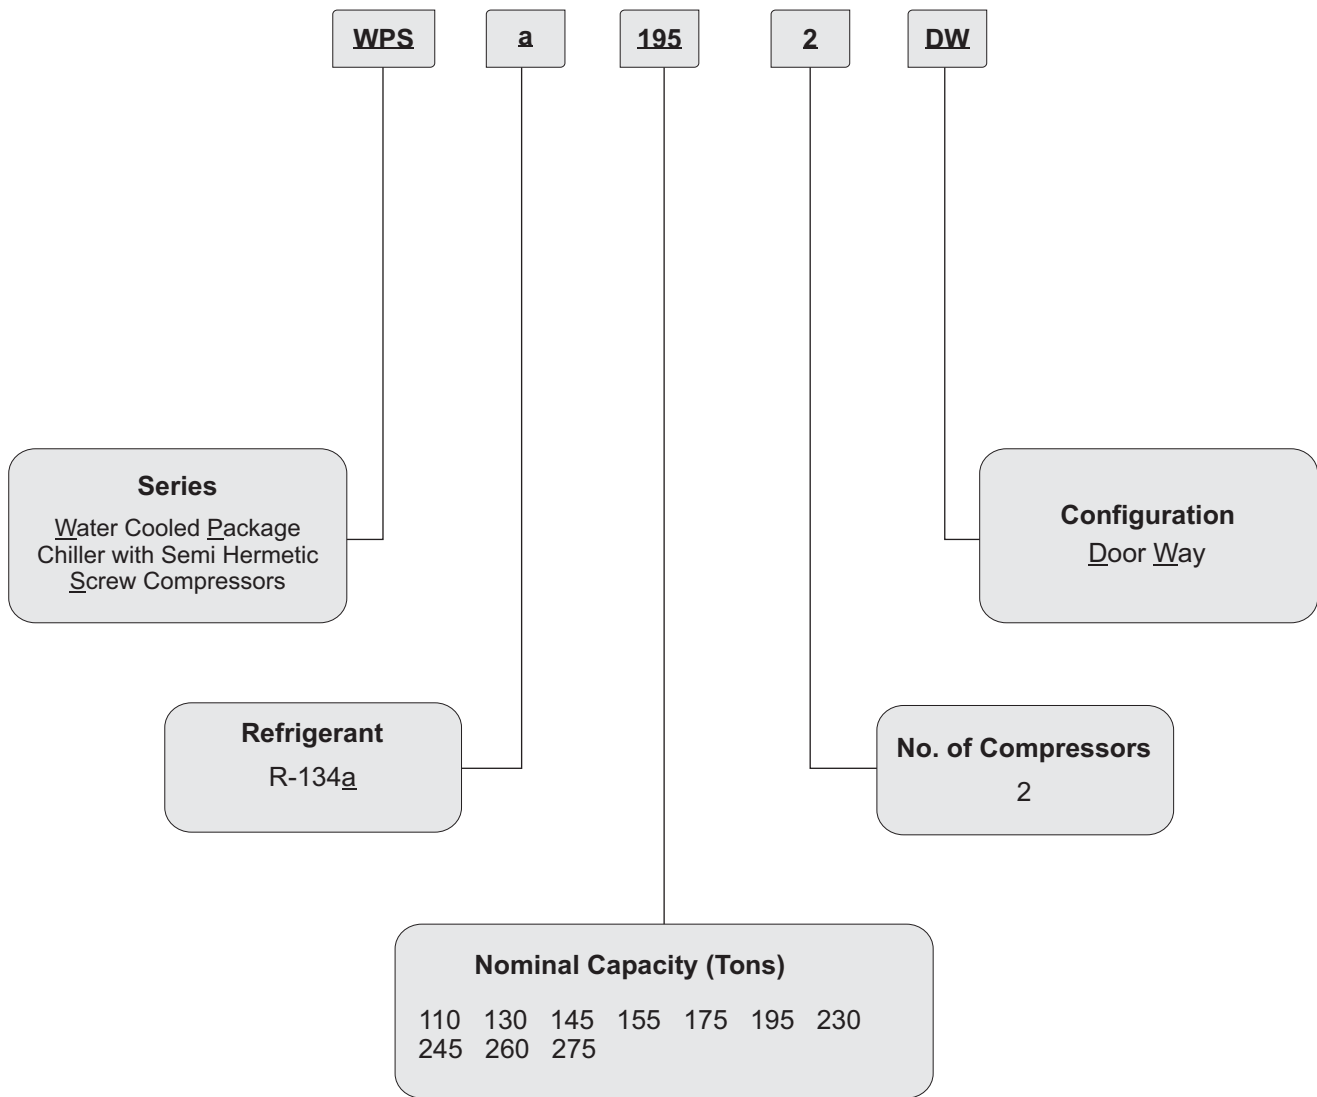 WPS a 195 2 DW
Series
Water Cooled Package
Chiller with Semi Hermetic
Screw Compressors
Configuration
Door Way
Refrigerant
R-134a
No. of Compressors
2
Nominal Capacity (Tons)
110 130 145 155 175 195 230
245 260 275